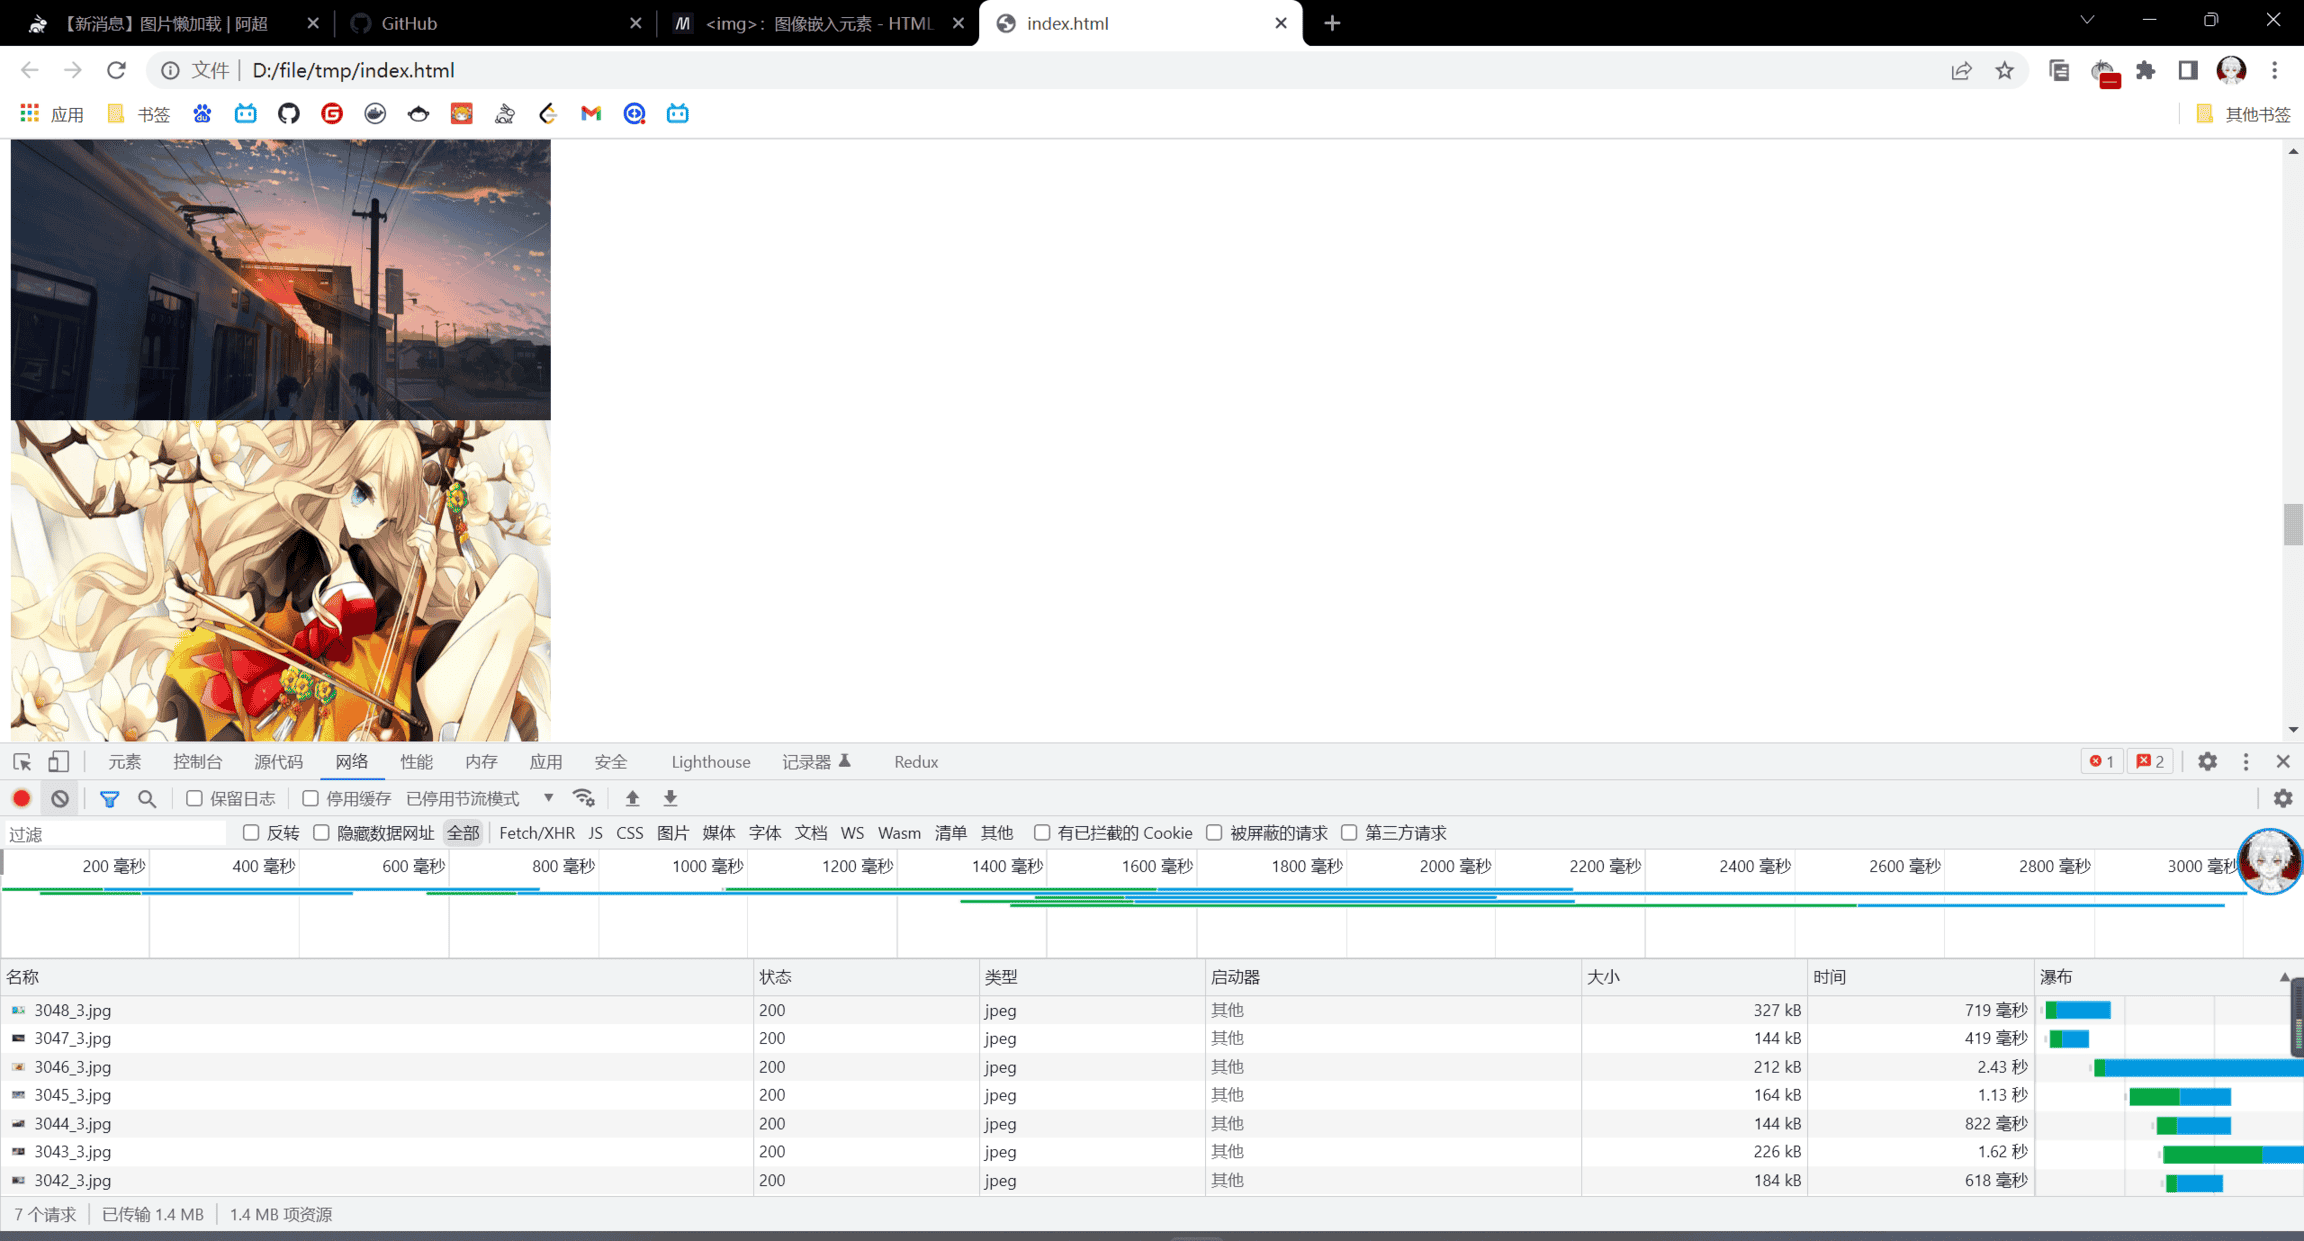 【新消息】图片懒加载 | 阿超
GitHub
<img>：图像嵌入元素 - HTML
index.html
文件 | D:/file/tmp/index.html
应用
书签
其他书签
元素 控制台 源代码 网络 性能 内存 应用 安全 Lighthouse 记录器 Redux
1 2
保留日志 停用缓存 已停用节流模式
过滤 反转 隐藏数据网址 全部 Fetch/XHR JS CSS 图片 媒体 字体 文档 WS Wasm 清单 其他 有已拦截的 Cookie 被屏蔽的请求 第三方请求
200 毫秒 400 毫秒 600 毫秒 800 毫秒 1000 毫秒 1200 毫秒 1400 毫秒 1600 毫秒 1800 毫秒 2000 毫秒 2200 毫秒 2400 毫秒 2600 毫秒 2800 毫秒 3000 毫秒
名称 状态 类型 启动器 大小 时间 瀑布
3048_3.jpg 200 jpeg 其他 327 kB 719 毫秒
3047_3.jpg 200 jpeg 其他 144 kB 419 毫秒
3046_3.jpg 200 jpeg 其他 212 kB 2.43 秒
3045_3.jpg 200 jpeg 其他 164 kB 1.13 秒
3044_3.jpg 200 jpeg 其他 144 kB 822 毫秒
3043_3.jpg 200 jpeg 其他 226 kB 1.62 秒
3042_3.jpg 200 jpeg 其他 184 kB 618 毫秒
7 个请求 已传输 1.4 MB 1.4 MB 项资源